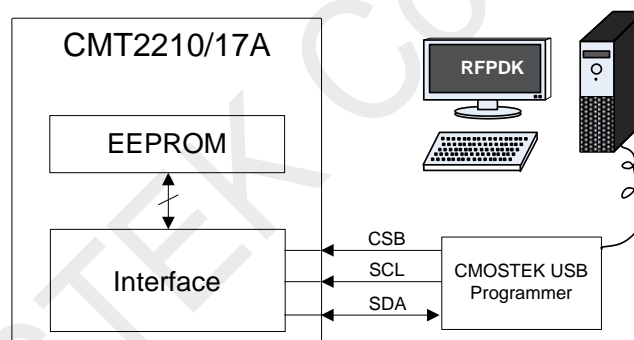 CMT2210/17A
RFPDK
EEPROM
CSB
SCL
SDA
Interface
CMOSTEK USB
Programmer